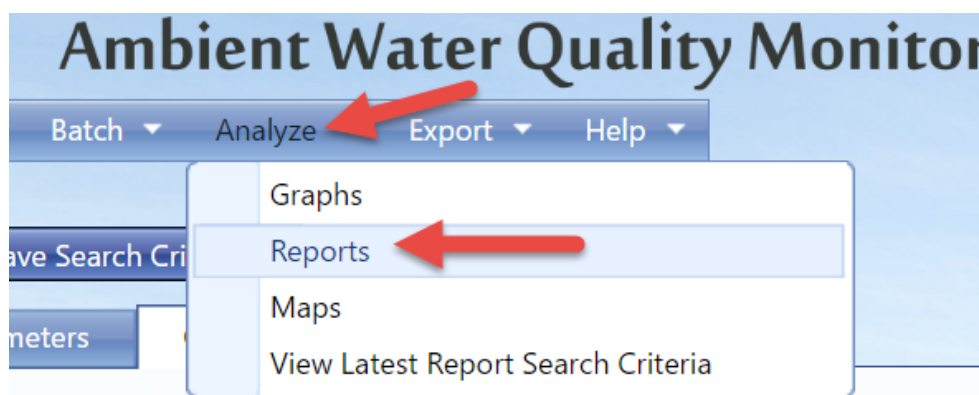 Ambient Water Quality Monitor
Batch Analyze Export Help
Graphs
ave Search Cri
Reports
Maps
meters
View Latest Report Search Criteria